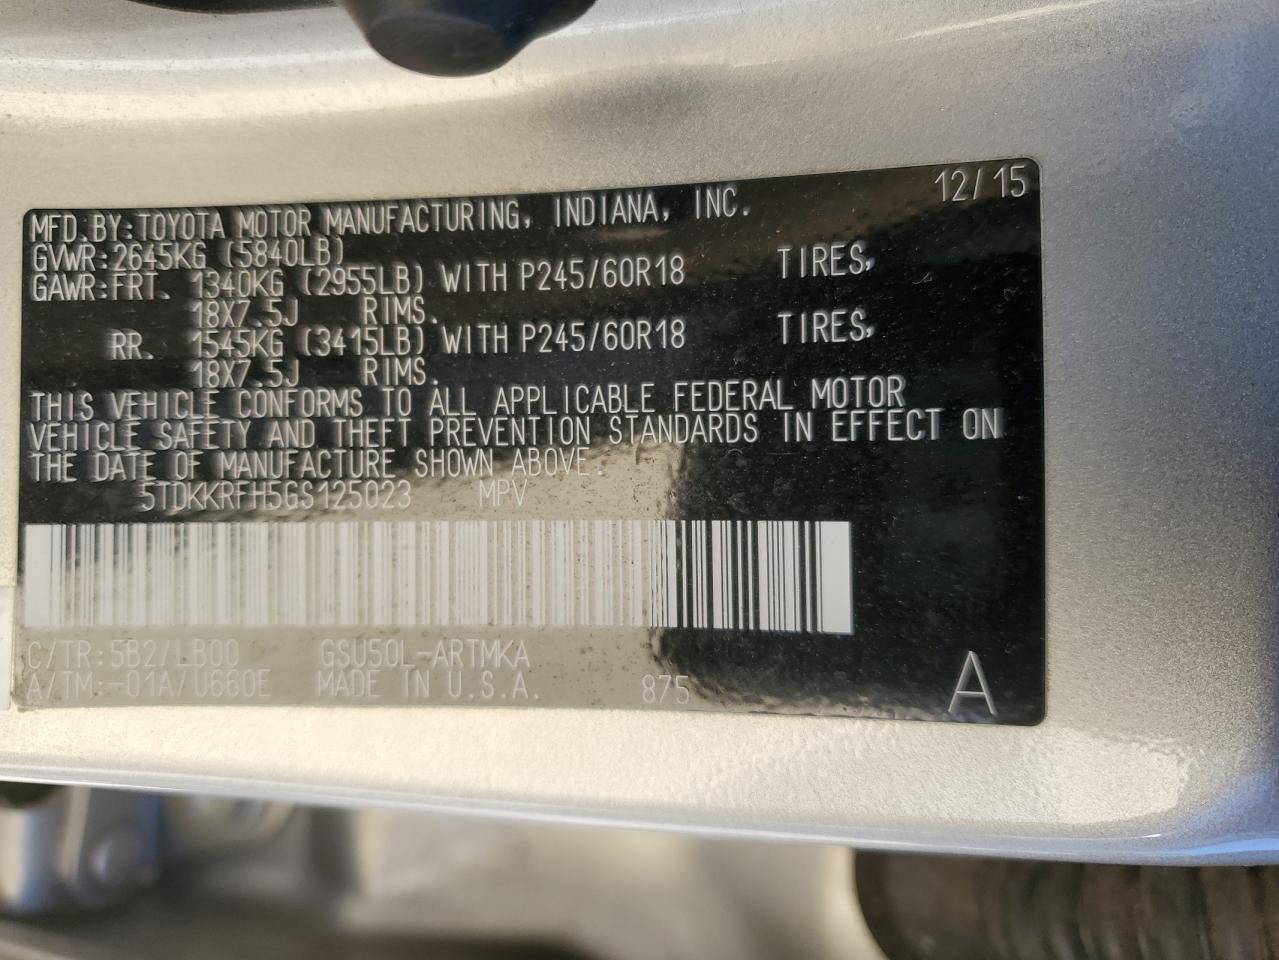 12/15
MFD.BY:TOYOTA MOTOR MANUFACTURING, INDIANA, INC.
GVWR:2645KG (5840LB)
GAWR:FRT. 1340KG (2955LB) WITH P245/60R18 TIRES,
18X7.5J RIMS.
RR. 1545KG (3415LB) WITH P245/60R18 TIRES,
18X7.5J RIMS.
THIS VEHICLE CONFORMS TO ALL APPLICABLE FEDERAL MOTOR
VEHICLE SAFETY AND THEFT PREVENTION STANDARDS IN EFFECT ON
THE DATE OF MANUFACTURE SHOWN ABOVE.
5TDKKRFH5GS125023 MPV
C/TR:5B2/LB00 GSU50L-ARTMKA
A/TM:-01A/U660E MADE IN U.S.A. 875
A